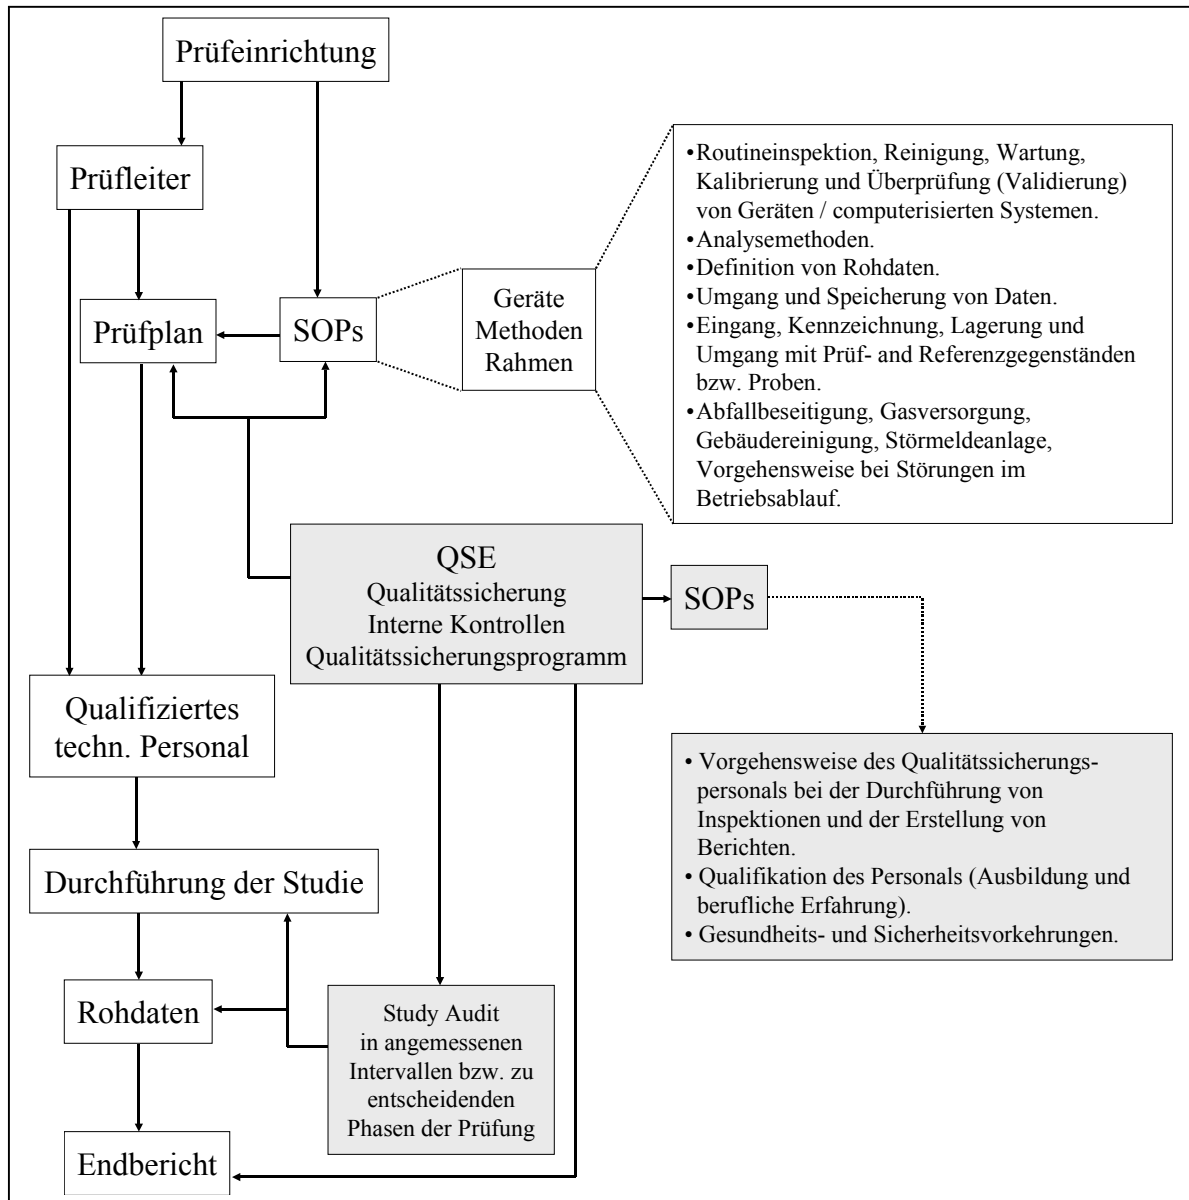 Prüfeinrichtung
Prüfleiter
•Routineinspektion, Reinigung, Wartung,
Kalibrierung und Überprüfung (Validierung)
von Geräten / computerisierten Systemen.
•Analysemethoden.
•Definition von Rohdaten.
•Umgang und Speicherung von Daten.
•Eingang, Kennzeichnung, Lagerung und
Umgang mit Prüf- and Referenzgegenständen
bzw. Proben.
•Abfallbeseitigung, Gasversorgung,
Gebäudereinigung, Störmeldeanlage,
Vorgehensweise bei Störungen im
Betriebsablauf.
Prüfplan
SOPs
Geräte
Methoden
Rahmen
QSE
Qualitätssicherung
Interne Kontrollen
Qualitätssicherungsprogramm
SOPs
Qualifiziertes
techn. Personal
• Vorgehensweise des Qualitätssicherungs-
personals bei der Durchführung von
Inspektionen und der Erstellung von
Berichten.
• Qualifikation des Personals (Ausbildung und
berufliche Erfahrung).
• Gesundheits- und Sicherheitsvorkehrungen.
Durchführung der Studie
Rohdaten
Study Audit
in angemessenen
Intervallen bzw. zu
entscheidenden
Phasen der Prüfung
Endbericht